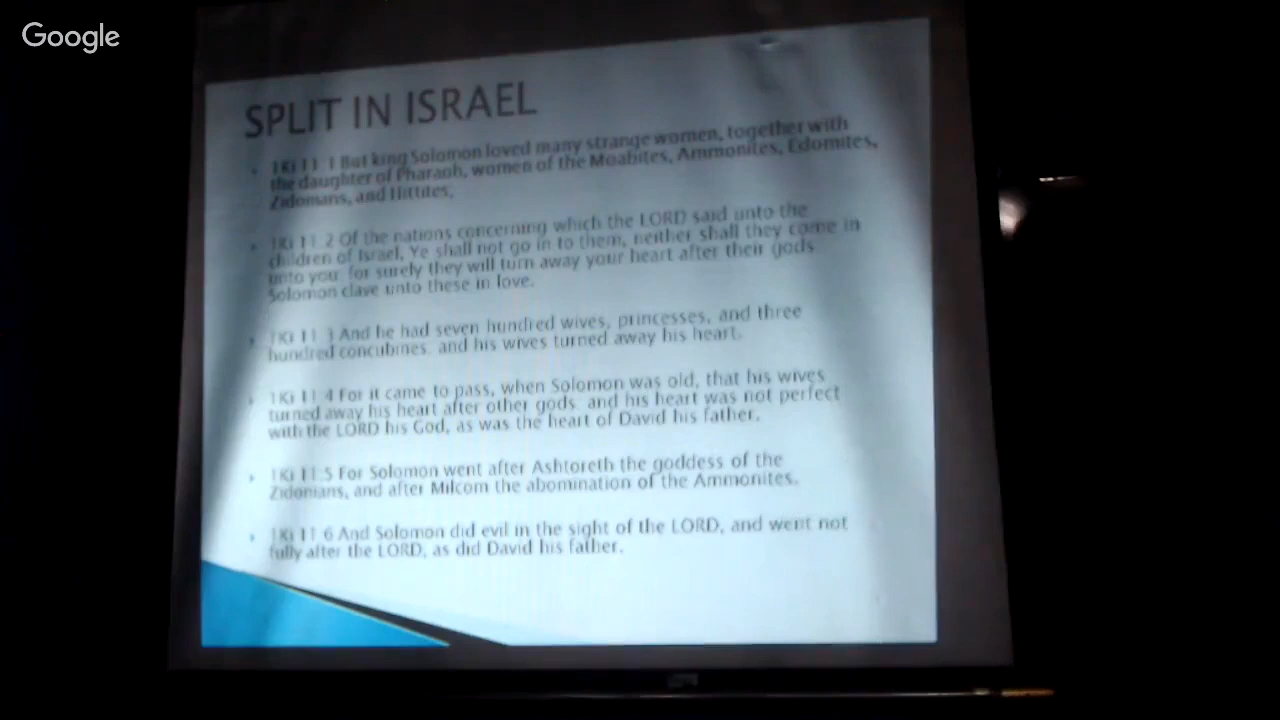 Google
SPLIT IN ISRAEL
1Ki 11:1 But king Solomon loved many strange women, together with
the daughter of Pharaoh, women of the Moabites, Ammonites, Edomites,
Zidonians, and Hittites;
1Ki 11:2 Of the nations concerning which the LORD said unto the
children of Israel, Ye shall not go in to them, neither shall they come in
unto you: for surely they will turn away your heart after their gods:
Solomon clave unto these in love.
1Ki 11:3 And he had seven hundred wives, princesses, and three
hundred concubines: and his wives turned away his heart.
1Ki 11:4 For it came to pass, when Solomon was old, that his wives
turned away his heart after other gods: and his heart was not perfect
with the LORD his God, as was the heart of David his father.
1Ki 11:5 For Solomon went after Ashtoreth the goddess of the
Zidonians, and after Milcom the abomination of the Ammonites.
1Ki 11:6 And Solomon did evil in the sight of the LORD, and went not
fully after the LORD, as did David his father.